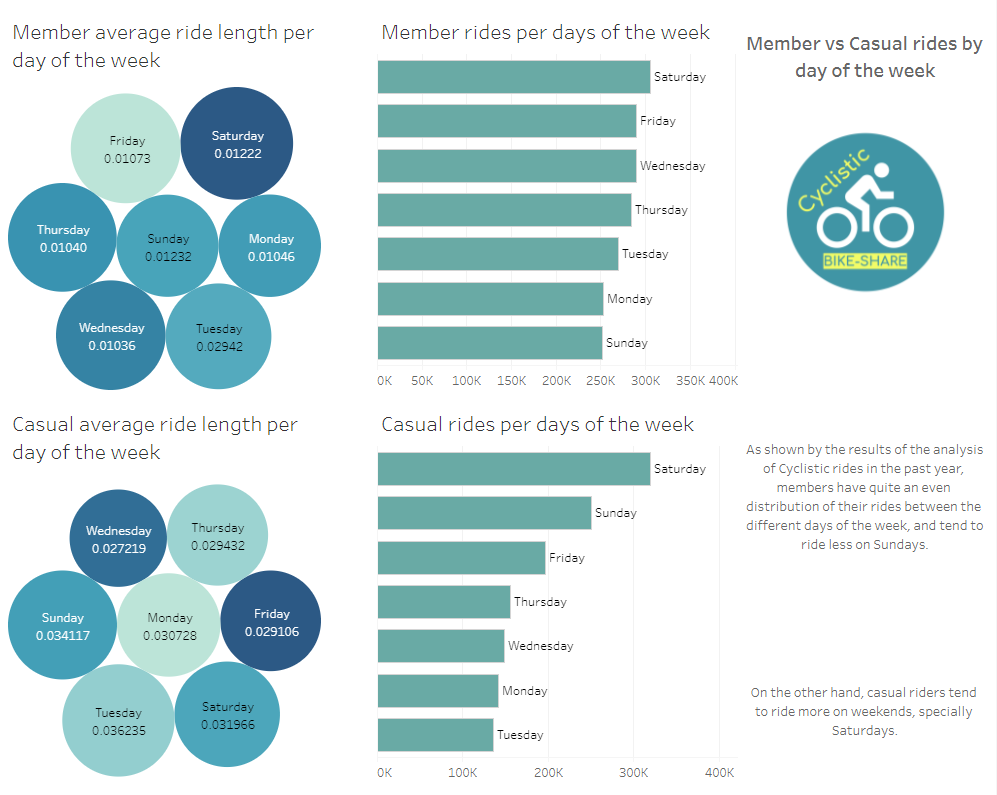 Member average ride length per
day of the week
Friday
0.01073
Saturday
0.01222
Thursday
0.01040
Sunday
0.01232
Monday
0.01046
Wednesday
0.01036
Tuesday
0.02942
Member rides per days of the week
Saturday
Friday
Wednesday
Thursday
Tuesday
Monday
Sunday
0K 50K 100K 150K 200K 250K 300K 350K 400K
Member vs Casual rides by
day of the week
Cyclistic
BIKE-SHARE
Casual average ride length per
day of the week
Wednesday
0.027219
Thursday
0.029432
Sunday
0.034117
Monday
0.030728
Friday
0.029106
Tuesday
0.036235
Saturday
0.031966
Casual rides per days of the week
Saturday
Sunday
Friday
Thursday
Wednesday
Monday
Tuesday
0K 100K 200K 300K 400K
As shown by the results of the analysis
of Cyclistic rides in the past year,
members have quite an even
distribution of their rides between the
different days of the week, and tend to
ride less on Sundays.
On the other hand, casual riders tend
to ride more on weekends, specially
Saturdays.